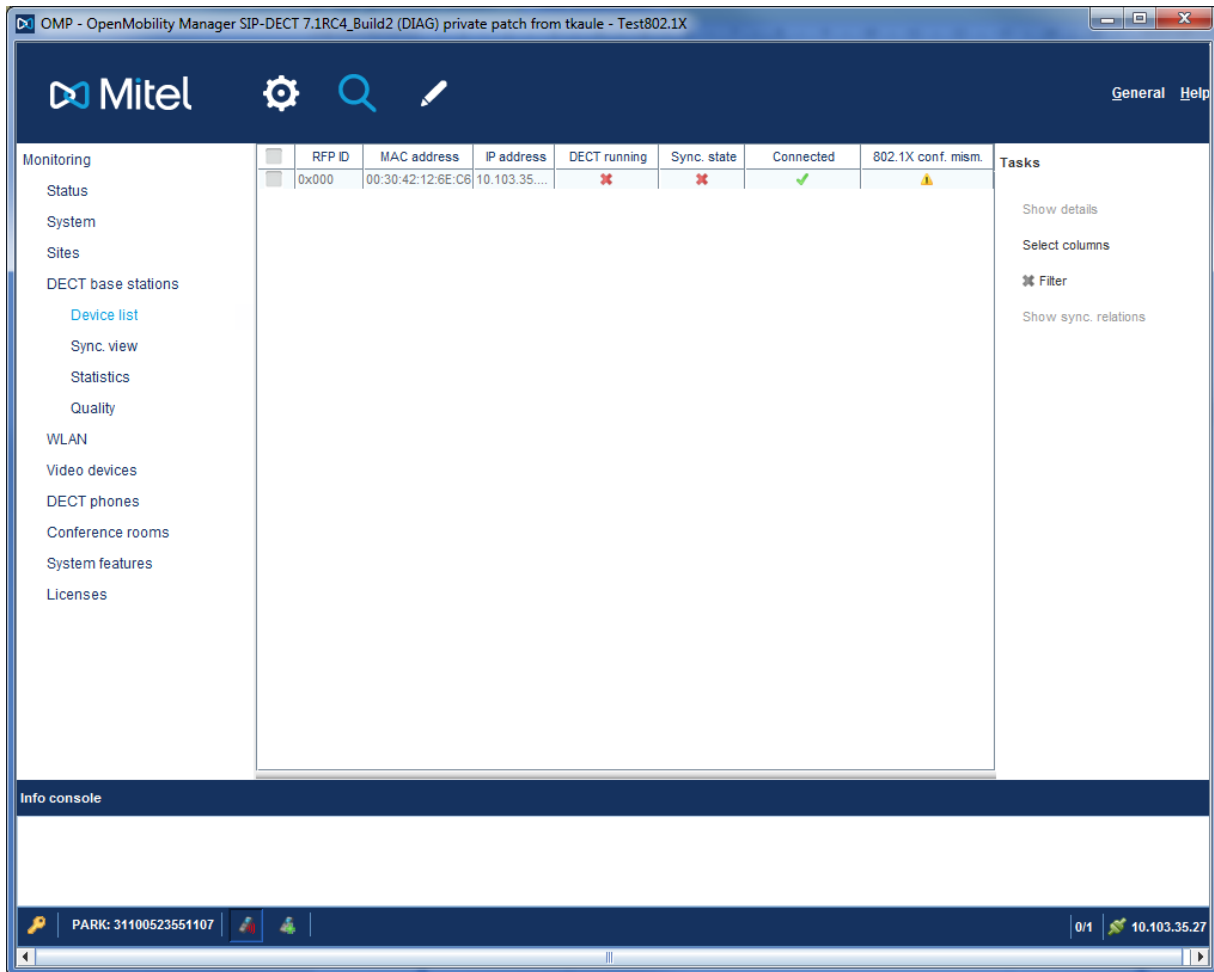 OMP - OpenMobility Manager SIP-DECT 7.1RC4_Build2 (DIAG) private patch from tkaule - Test802.1X
Mitel
General Help
Monitoring
Status
System
Sites
DECT base stations
Device list
Sync. view
Statistics
Quality
WLAN
Video devices
DECT phones
Conference rooms
System features
Licenses
RFP ID MAC address IP address DECT running Sync. state Connected 802.1X conf. mism.
0x000 00:30:42:12:6E:C6 10.103.35....
Tasks
Show details
Select columns
Filter
Show sync. relations
Info console
PARK: 31100523551107
0/1 10.103.35.27